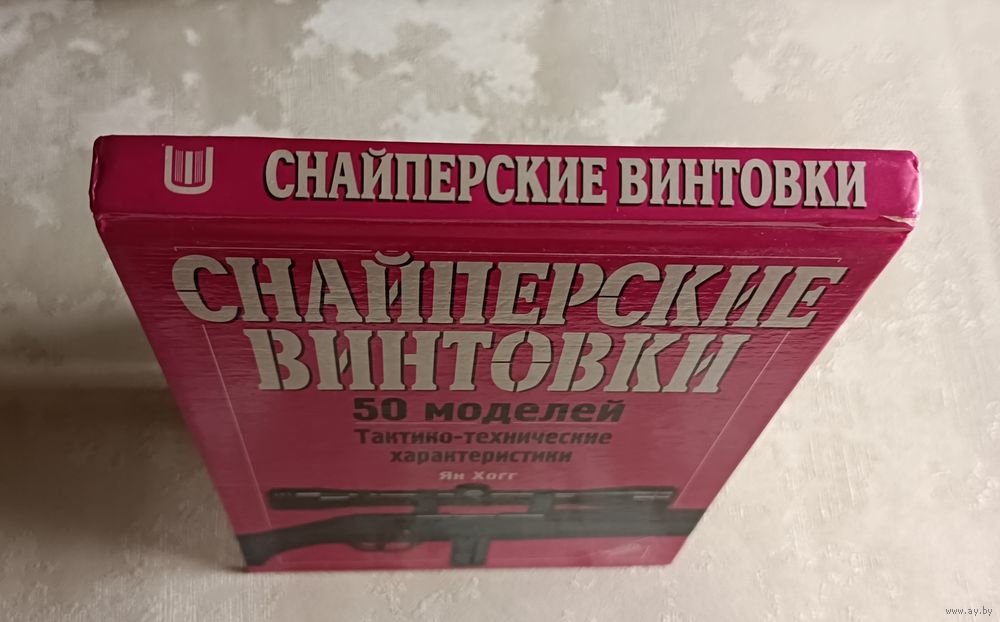 СНАЙПЕРСКИЕ ВИНТОВКИ
СНАЙПЕРСКИЕ
ВИНТОВКИ
50 моделей
Тактико-технические
характеристики
Ян Хогг
www.ay.by